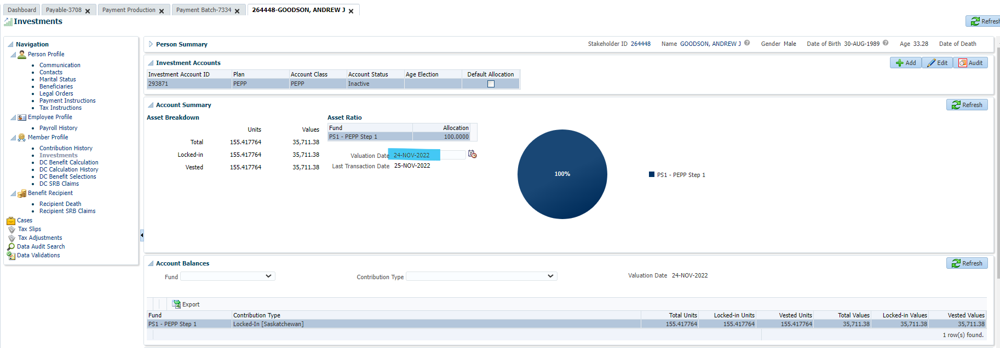 Dashboard Payable-3708 Payment Production Payment Batch-7334 264448-GOODSON, ANDREW J
Investments
Refresh
Navigation
Person Profile
Communication
Contacts
Marital Status
Beneficiaries
Legal Orders
Payment Instructions
Tax Instructions
Employee Profile
Payroll History
Member Profile
Contribution History
Investments
DC Benefit Calculation
DC Calculation History
DC Benefit Selections
DC SRB Claims
Benefit Recipient
Recipient Death
Recipient SRB Claims
Cases
Tax Slips
Tax Adjustments
Data Audit Search
Data Validations
Person Summary Stakeholder ID 264448 Name GOODSON, ANDREW J Gender Male Date of Birth 30-AUG-1989 Age 33.28 Date of Death
Investment Accounts Add Edit Audit
Investment Account ID Plan Account Class Account Status Age Election Default Allocation
293871 PEPP PEPP Inactive
Account Summary Refresh
Asset Breakdown
Units Values
Total 155.417764 35,711.38
Locked-in 155.417764 35,711.38
Vested 155.417764 35,711.38
Asset Ratio
Fund Allocation
PS1 - PEPP Step 1 100.0000
Valuation Date 24-NOV-2022
Last Transaction Date 25-NOV-2022
100%
PS1 - PEPP Step 1
Account Balances Refresh
Fund Contribution Type Valuation Date 24-NOV-2022
Export
Fund Contribution Type Total Units Locked-in Units Vested Units Total Values Locked-in Values Vested Values
PS1 - PEPP Step 1 Locked-In [Saskatchewan] 155.417764 155.417764 155.417764 35,711.38 35,711.38 35,711.38
1 row(s) found.